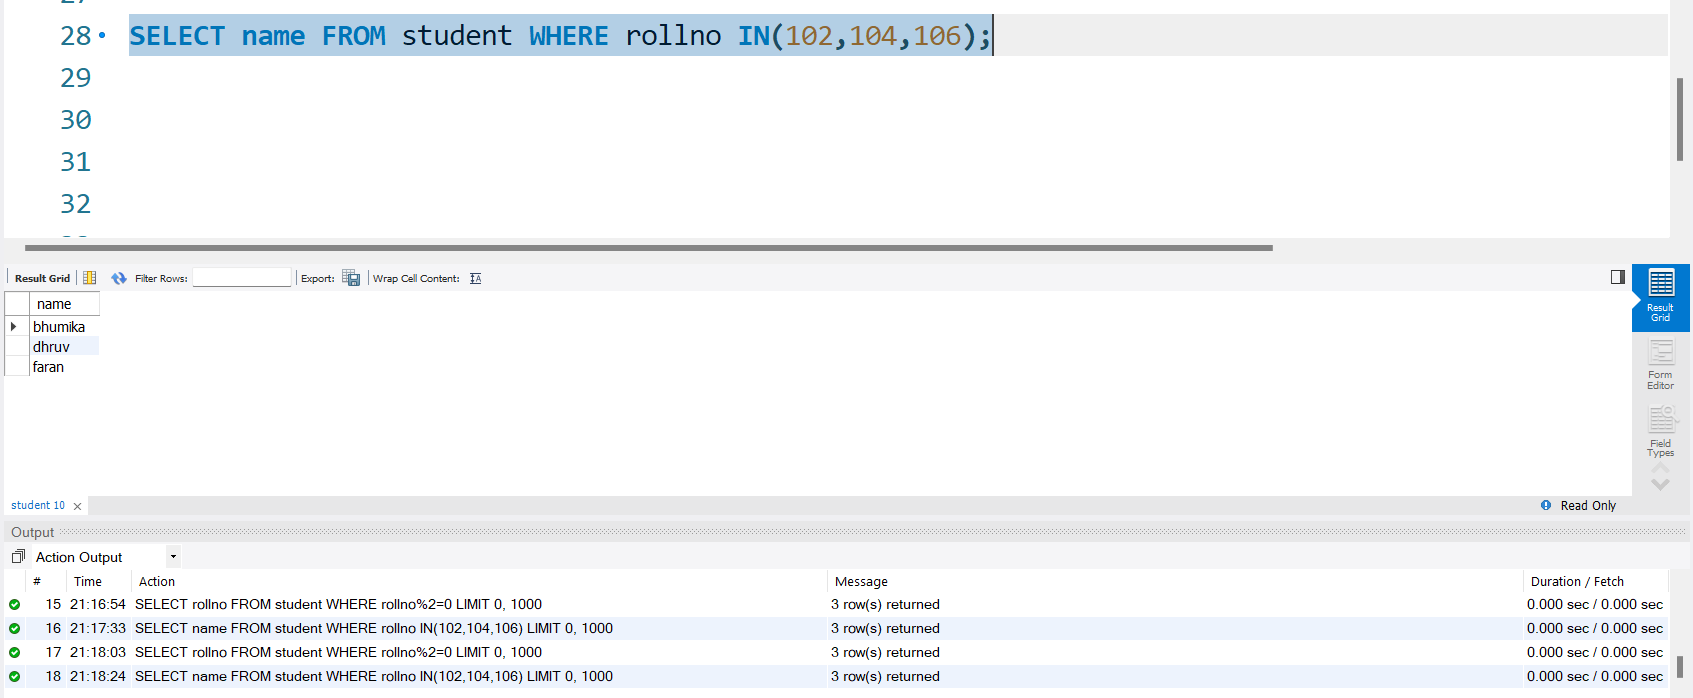 28 SELECT name FROM student WHERE rollno IN(102,104,106);
29
30
31
32
Result Grid Filter Rows: Export: Wrap Cell Content:
name
bhumika
dhruv
faran
Result
Grid
Form
Editor
Field
Types
student 10 Read Only
Output
Action Output
# Time Action Message Duration / Fetch
15 21:16:54 SELECT rollno FROM student WHERE rollno%2=0 LIMIT 0, 1000 3 row(s) returned 0.000 sec / 0.000 sec
16 21:17:33 SELECT name FROM student WHERE rollno IN(102,104,106) LIMIT 0, 1000 3 row(s) returned 0.000 sec / 0.000 sec
17 21:18:03 SELECT rollno FROM student WHERE rollno%2=0 LIMIT 0, 1000 3 row(s) returned 0.000 sec / 0.000 sec
18 21:18:24 SELECT name FROM student WHERE rollno IN(102,104,106) LIMIT 0, 1000 3 row(s) returned 0.000 sec / 0.000 sec